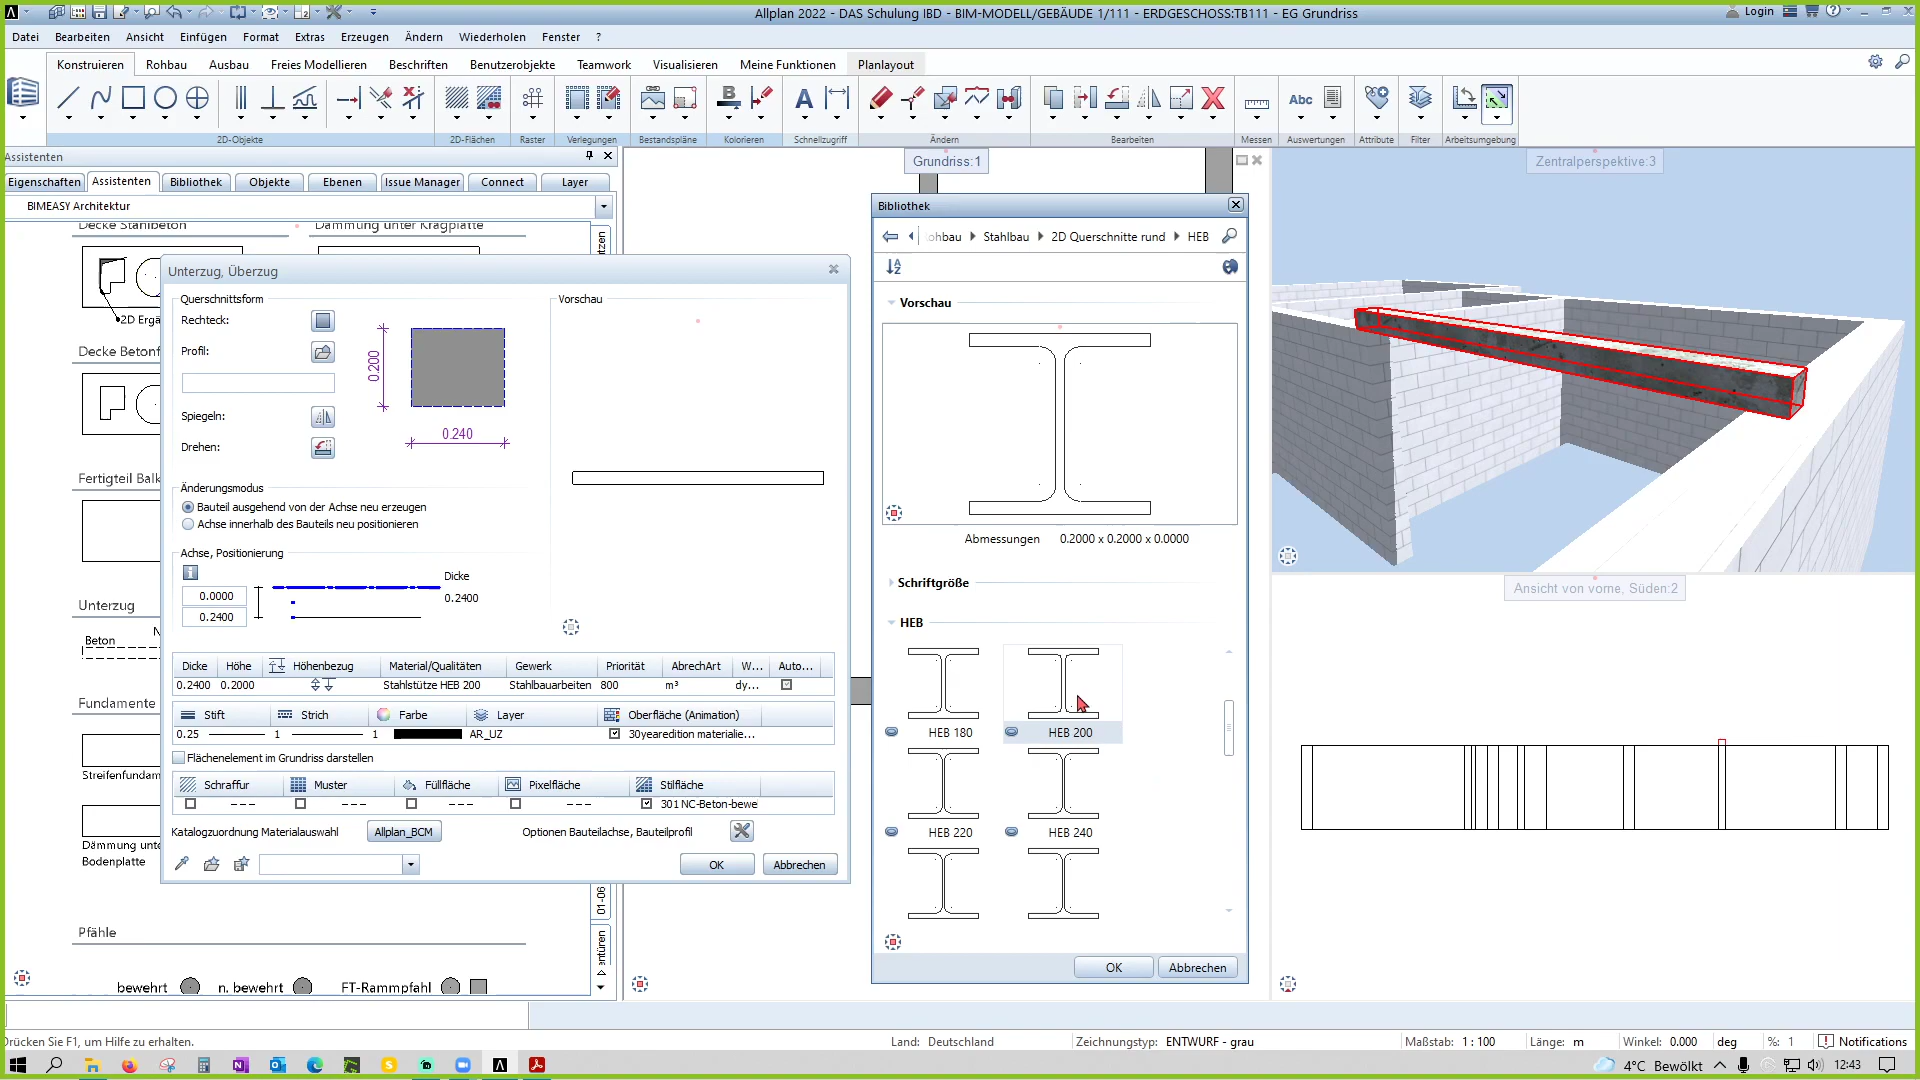 Allplan 2022 - DAS Schulung IBD - BIM-MODELL/GEBÄUDE 1/111 - ERDGESCHOSS:TB111 - EG Grundriss
Login
Datei Bearbeiten Ansicht Einfügen Format Extras Erzeugen Ändern Wiederholen Fenster ?
Konstruieren Rohbau Ausbau Freies Modellieren Beschriften Benutzerobjekte Teamwork Visualisieren Meine Funktionen Planlayout
Abc
2D-Objekte 2D-Flächen Raster Verlegungen Bestandspläne Kolorieren Schnellzugriff Ändern Bearbeiten Messen Auswertungen Attribute Filter Arbeitsumgebung
Assistenten
Eigenschaften Assistenten Bibliothek Objekte Ebenen Issue Manager Connect Layer
BIMEASY Architektur
Decke Stahlbeton Dämmung unter Kragplatte
2D Ergä
Decke Betonf
Fertigteil Balk
Unterzug
Beton
Fundamente
Streifenfundam
Dämmung unte
Bodenplatte
Pfähle
bewehrt n. bewehrt FT-Rammpfahl
01-06
Unterzug, Überzug
Querschnittsform
Rechteck:
Profil:
Spiegeln:
Drehen:
0.200
0.240
Vorschau
Änderungsmodus
Bauteil ausgehend von der Achse neu erzeugen
Achse innerhalb des Bauteils neu positionieren
Achse, Positionierung
0.0000
0.2400
Dicke
0.2400
Dicke Höhe Höhenbezug Material/Qualitäten Gewerk Priorität AbrechArt W... Auto...
0.2400 0.2000 Stahlstütze HEB 200 Stahlbauarbeiten 800 m³ dy...
Stift Strich Farbe Layer Oberfläche (Animation)
0.25 1 1 AR_UZ 30yearedition materialie...
Flächenelement im Grundriss darstellen
Schraffur Muster Füllfläche Pixelfläche Stilfläche
301 NC-Beton-bewe
Katalogzuordnung Materialauswahl Allplan_BCM Optionen Bauteilachse, Bauteilprofil
OK Abbrechen
Grundriss:1
Bibliothek
ohbau Stahlbau 2D Querschnitte rund HEB
Vorschau
Abmessungen 0.2000 x 0.2000 x 0.0000
Schriftgröße
HEB
HEB 180 HEB 200
HEB 220 HEB 240
OK Abbrechen
Zentralperspektive:3
Ansicht von vorne, Süden:2
Drücken Sie F1, um Hilfe zu erhalten. Land: Deutschland Zeichnungstyp: ENTWURF - grau Maßstab: 1 : 100 Länge: m Winkel: 0.000 deg %: 1 Notifications
4°C Bewölkt 12:43